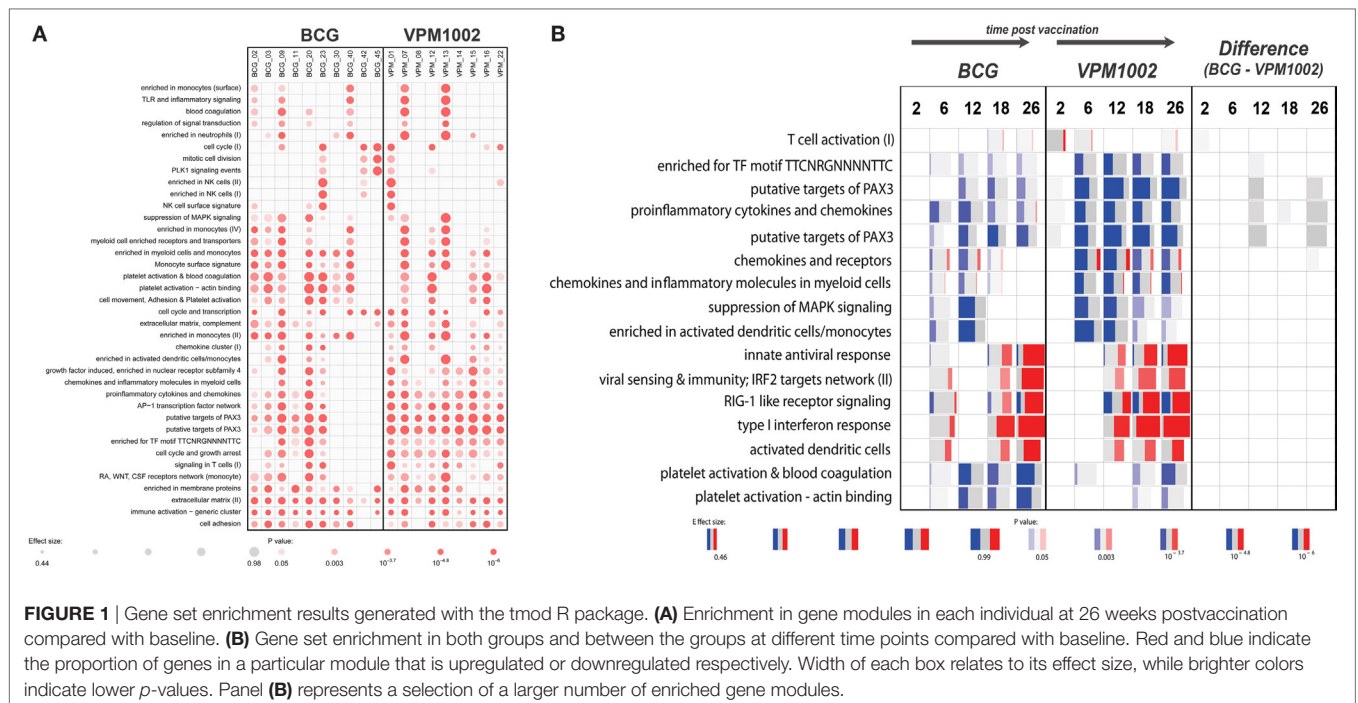 A
BCG VPM1002
BCG_02 BCG_03 BCG_09 BCG_11 BCG_20 BCG_23 BCG_30 BCG_40 BCG_42 BCG_45 VPM_01 VPM_07 VPM_08 VPM_12 VPM_13 VPM_14 VPM_15 VPM_16 VPM_22
enriched in monocytes (surface)
TLR and inflammatory signaling
blood coagulation
regulation of signal transduction
enriched in neutrophils (I)
cell cycle (I)
mitotic cell division
PLK1 signaling events
enriched in NK cells (II)
enriched in NK cells (I)
NK cell surface signature
suppression of MAPK signaling
enriched in monocytes (IV)
myeloid cell enriched receptors and transporters
enriched in myeloid cells and monocytes
Monocyte surface signature
platelet activation & blood coagulation
platelet activation − actin binding
cell movement, Adhesion & Platelet activation
cell cycle and transcription
extracellular matrix, complement
enriched in monocytes (II)
chemokine cluster (I)
enriched in activated dendritic cells/monocytes
growth factor induced, enriched in nuclear receptor subfamily 4
chemokines and inflammatory molecules in myeloid cells
proinflammatory cytokines and chemokines
AP−1 transcription factor network
putative targets of PAX3
putative targets of PAX3
enriched for TF motif TTCNRGNNNNTTC
cell cycle and growth arrest
signaling in T cells (I)
RA, WNT, CSF receptors network (monocyte)
enriched in membrane proteins
extracellular matrix (II)
immune activation − generic cluster
cell adhesion
Effect size: P value:
0.44 0.98 0.05 0.003 10−3.7 10−4.8 10−6
B
time post vaccination
BCG VPM1002 Difference
(BCG - VPM1002)
2 6 12 18 26 2 6 12 18 26 2 6 12 18 26
T cell activation (I)
enriched for TF motif TTCNRGNNNNTTC
putative targets of PAX3
proinflammatory cytokines and chemokines
putative targets of PAX3
chemokines and receptors
chemokines and inflammatory molecules in myeloid cells
suppression of MAPK signaling
enriched in activated dendritic cells/monocytes
innate antiviral response
viral sensing & immunity; IRF2 targets network (II)
RIG-1 like receptor signaling
type I interferon response
activated dendritic cells
platelet activation & blood coagulation
platelet activation - actin binding
Effect size: P value:
0.46 0.99 0.05 0.003 10−3.7 10−4.8 10−6
FIGURE 1 | Gene set enrichment results generated with the tmod R package. (A) Enrichment in gene modules in each individual at 26 weeks postvaccination
compared with baseline. (B) Gene set enrichment in both groups and between the groups at different time points compared with baseline. Red and blue indicate
the proportion of genes in a particular module that is upregulated or downregulated respectively. Width of each box relates to its effect size, while brighter colors
indicate lower p-values. Panel (B) represents a selection of a larger number of enriched gene modules.